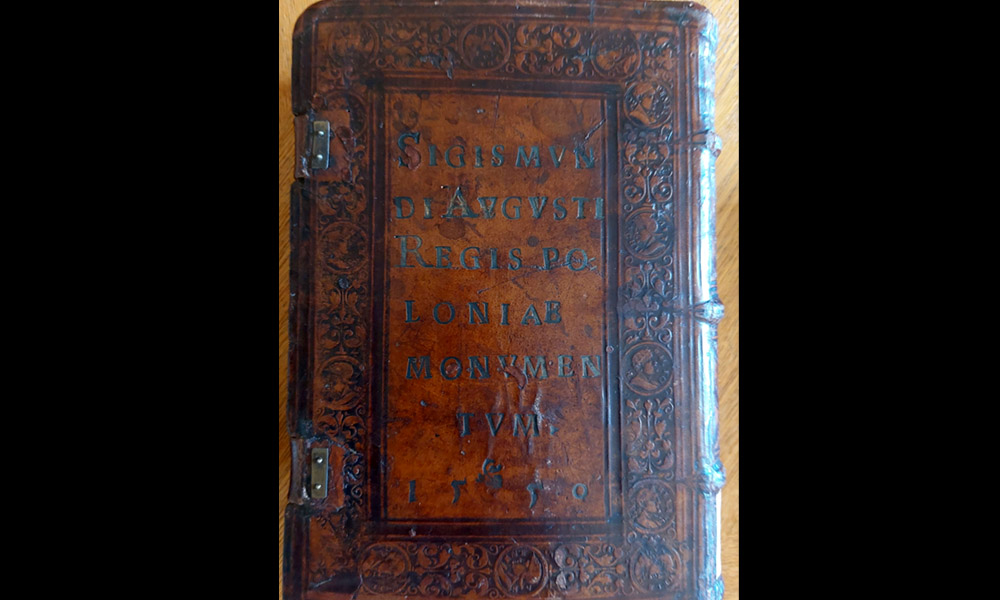 SIGISMVN
DI AVGVSTI
REGIS PO
LONIAE
MONVMEN
TVM.
1550